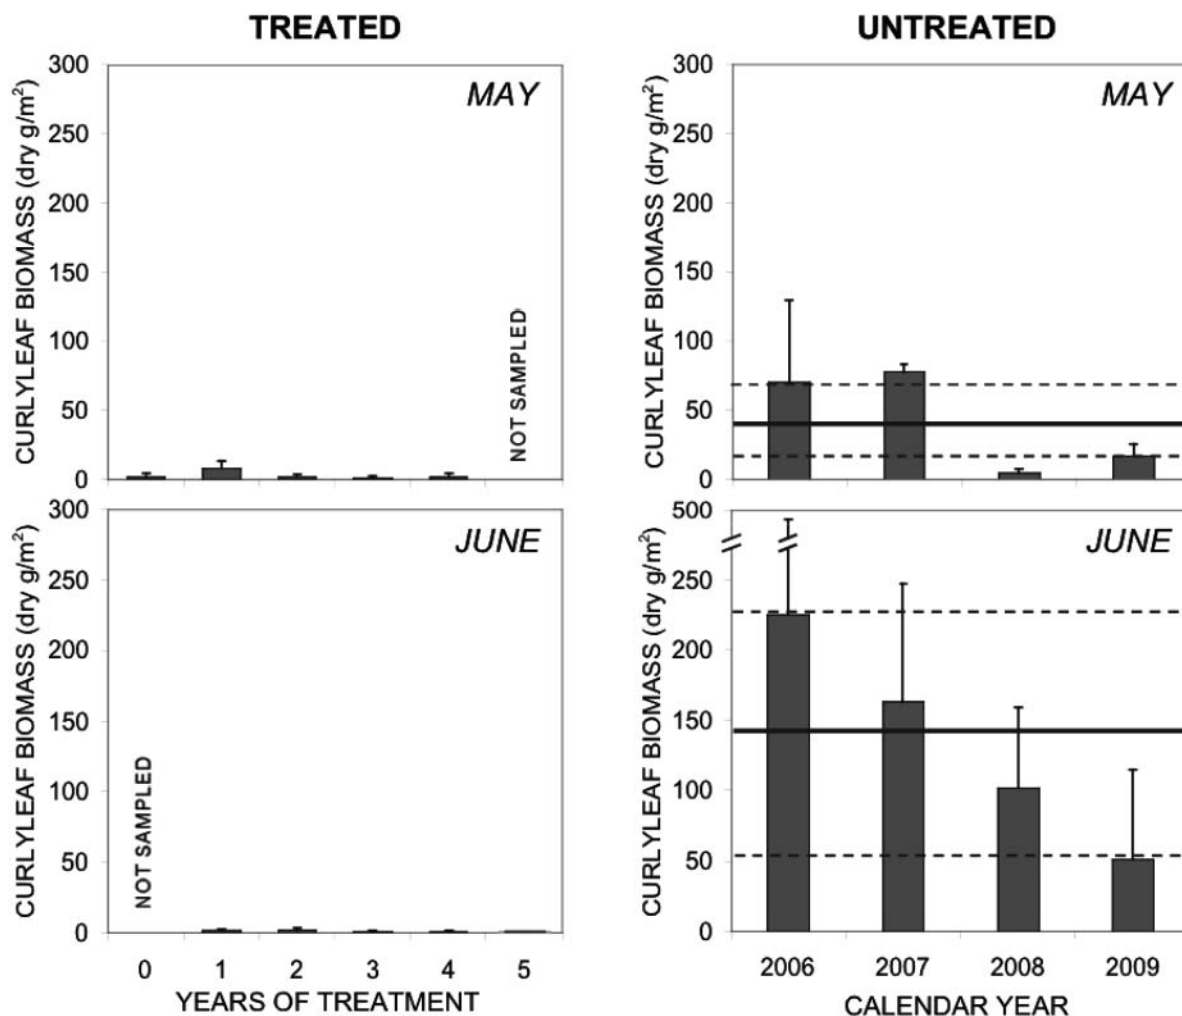 TREATED
UNTREATED
CURLYLEAF BIOMASS (dry g/m²)
300
250
200
150
100
50
0
MAY
NOT SAMPLED
CURLYLEAF BIOMASS (dry g/m²)
300
250
200
150
100
50
0
MAY
CURLYLEAF BIOMASS (dry g/m²)
300
250
200
150
100
50
0
JUNE
NOT SAMPLED
0 1 2 3 4 5
YEARS OF TREATMENT
CURLYLEAF BIOMASS (dry g/m²)
500
250
200
150
100
50
0
JUNE
2006 2007 2008 2009
CALENDAR YEAR